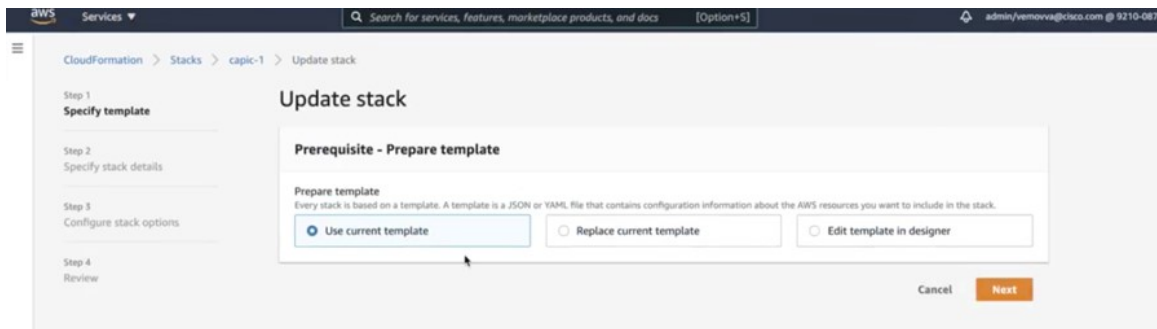 aws Services ▼ Search for services, features, marketplace products, and docs [Option+S] admin/vemovva@cisco.com @ 9210-087
CloudFormation > Stacks > capic-1 > Update stack
Step 1
Specify template
Step 2
Specify stack details
Step 3
Configure stack options
Step 4
Review
Update stack
Prerequisite - Prepare template
Prepare template
Every stack is based on a template. A template is a JSON or YAML file that contains configuration information about the AWS resources you want to include in the stack.
Use current template
Replace current template
Edit template in designer
Cancel
Next